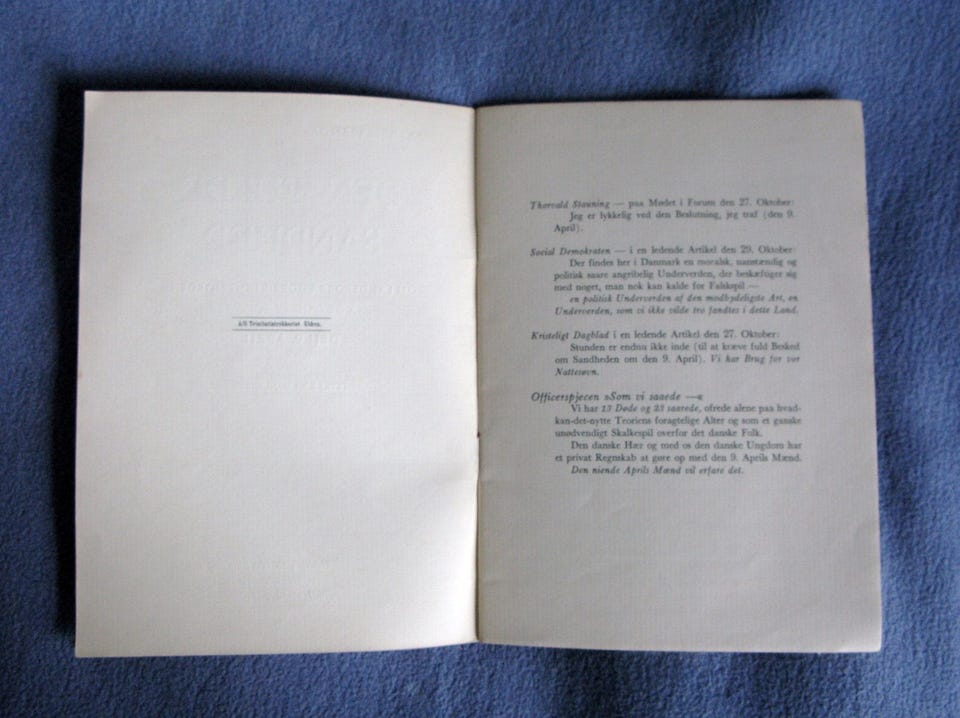 a/s Trinitatistrykkeriet Elding.
Thorvald Stauning — paa Mødet i Forum den 27. Oktober:
Jeg er lykkelig ved den Beslutning, jeg traf (den 9.
April).
Social Demokraten — i en ledende Artikel den 29. Oktober:
Der findes her i Danmark en moralsk, uanstændig og
politisk saare angribelig Underverden, der beskæftiger sig
med noget, man nok kan kalde for Falskspil —
en politisk Underverden af den modbydeligste Art, en
Underverden, som vi ikke vilde tro fandtes i dette Land.
Kristeligt Dagblad i en ledende Artikel den 27. Oktober:
Stunden er endnu ikke inde (til at kræve fuld Besked
om Sandheden om den 9. April). Vi har Brug for vor
Nattesøvn.
Officerspjecen »Som vi saaede —«
Vi har 13 Døde og 23 saarede, ofrede alene paa hvad-
kan-det-nytte Teoriens foragtelige Alter og som et ganske
unødvendigt Skalkespil overfor det danske Folk.
Den danske Hær og med os den danske Ungdom har
et privat Regnskab at gøre op med den 9. Aprils Mænd.
Den niende Aprils Mænd vil erfare det.